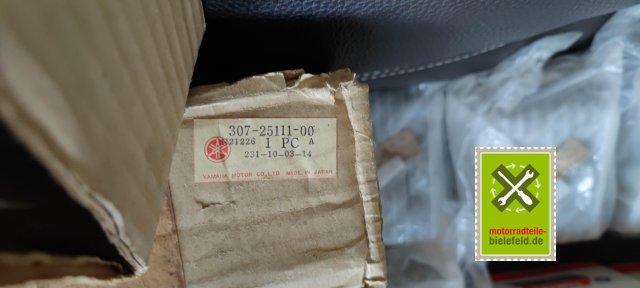 307-25111-00
1 PC A
231-10-03-14
YAMAHA MOTOR CO., LTD. MADE IN JAPAN
motorradteile-
bielefeld.de